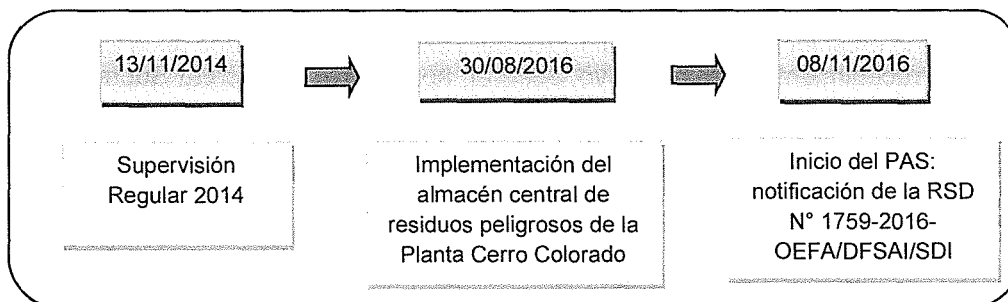 13/11/2014
30/08/2016
08/11/2016
Supervisión
Regular 2014
Implementación del
almacén central de
residuos peligrosos de la
Planta Cerro Colorado
Inicio del PAS:
notificación de la RSD
N° 1759-2016-
OEFA/DFSAI/SDI